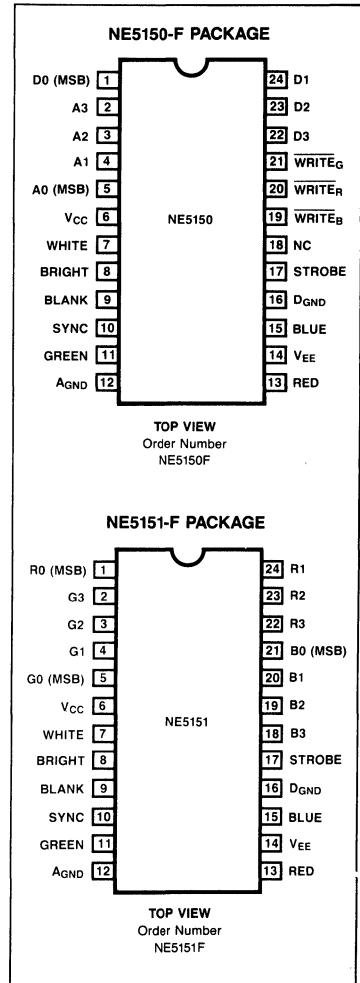 NE5150-F PACKAGE
D0 (MSB) 1 24 D1
A3 2 23 D2
A2 3 22 D3
A1 4 21 WRITEG
A0 (MSB) 5 20 WRITER
VCC 6 NE5150 19 WRITEB
WHITE 7 18 NC
BRIGHT 8 17 STROBE
BLANK 9 16 DGND
SYNC 10 15 BLUE
GREEN 11 14 VEE
AGND 12 13 RED
TOP VIEW
Order Number
NE5150F
NE5151-F PACKAGE
R0 (MSB) 1 24 R1
G3 2 23 R2
G2 3 22 R3
G1 4 21 B0 (MSB)
G0 (MSB) 5 20 B1
VCC 6 NE5151 19 B2
WHITE 7 18 B3
BRIGHT 8 17 STROBE
BLANK 9 16 DGND
SYNC 10 15 BLUE
GREEN 11 14 VEE
AGND 12 13 RED
TOP VIEW
Order Number
NE5151F